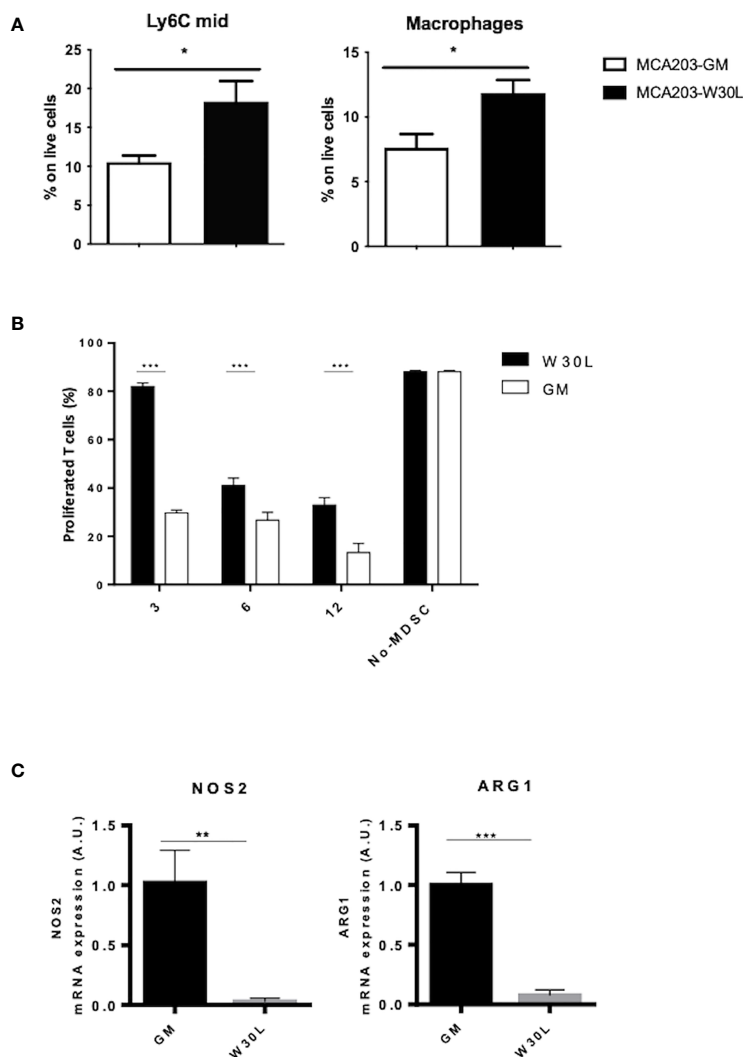 A
Ly6C mid
Macrophages
*
*
MCA203-GM
MCA203-W30L
% on live cells
25
20
15
10
5
0
% on live cells
15
10
5
0
B
Proliferated T cells (%)
100
80
60
40
20
0
***
***
***
W30L
GM
3
6
12
No-MDSC
C
NOS2
ARG1
NOS2
mRNA expression (A.U.)
1.5
1.0
0.5
0.0
**
GM
W30L
ARG1
mRNA expression (A.U.)
1.5
1.0
0.5
0.0
***
GM
W30L